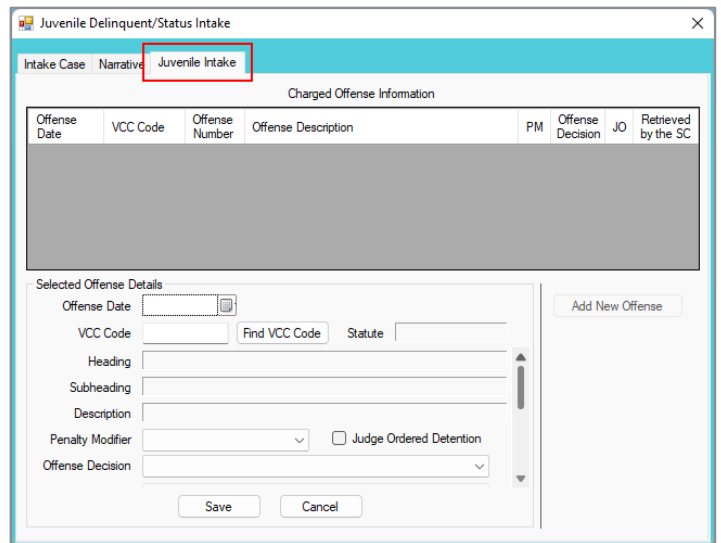 Juvenile Delinquent/Status Intake
Intake Case Narrative Juvenile Intake
Charged Offense Information
Offense Date VCC Code Offense Number Offense Description PM Offense Decision JO Retrieved by the SC
Selected Offense Details
Offense Date Add New Offense
VCC Code Find VCC Code Statute
Heading
Subheading
Description
Penalty Modifier Judge Ordered Detention
Offense Decision
Save Cancel